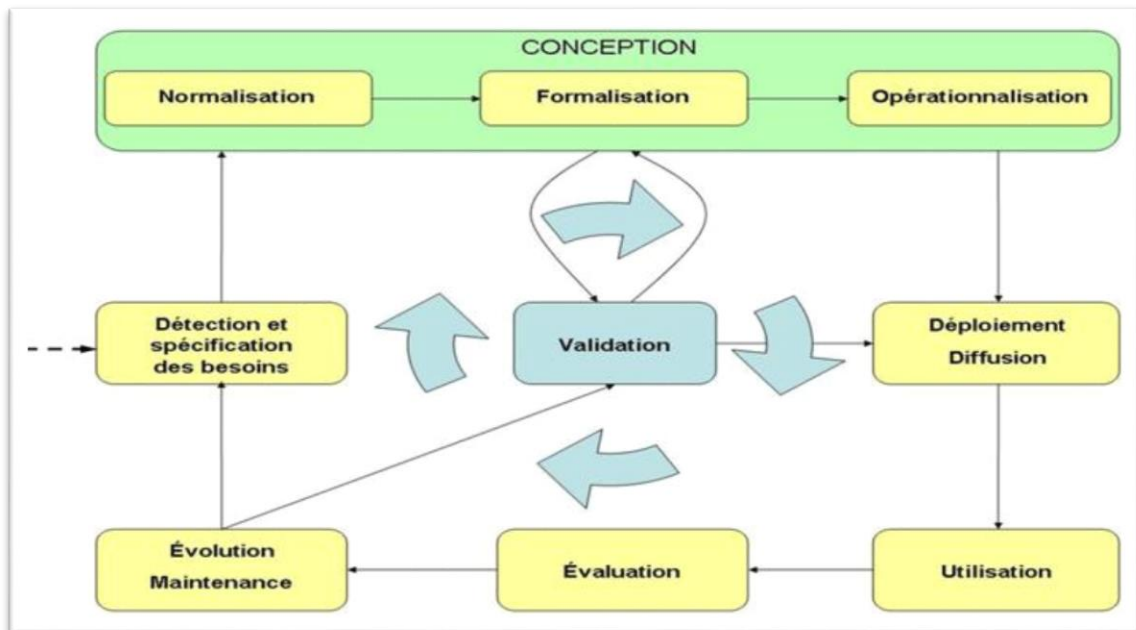 CONCEPTION
Normalisation
Formalisation
Opérationnalisation
Détection et
spécification
des besoins
Validation
Déploiement
Diffusion
Évolution
Maintenance
Évaluation
Utilisation